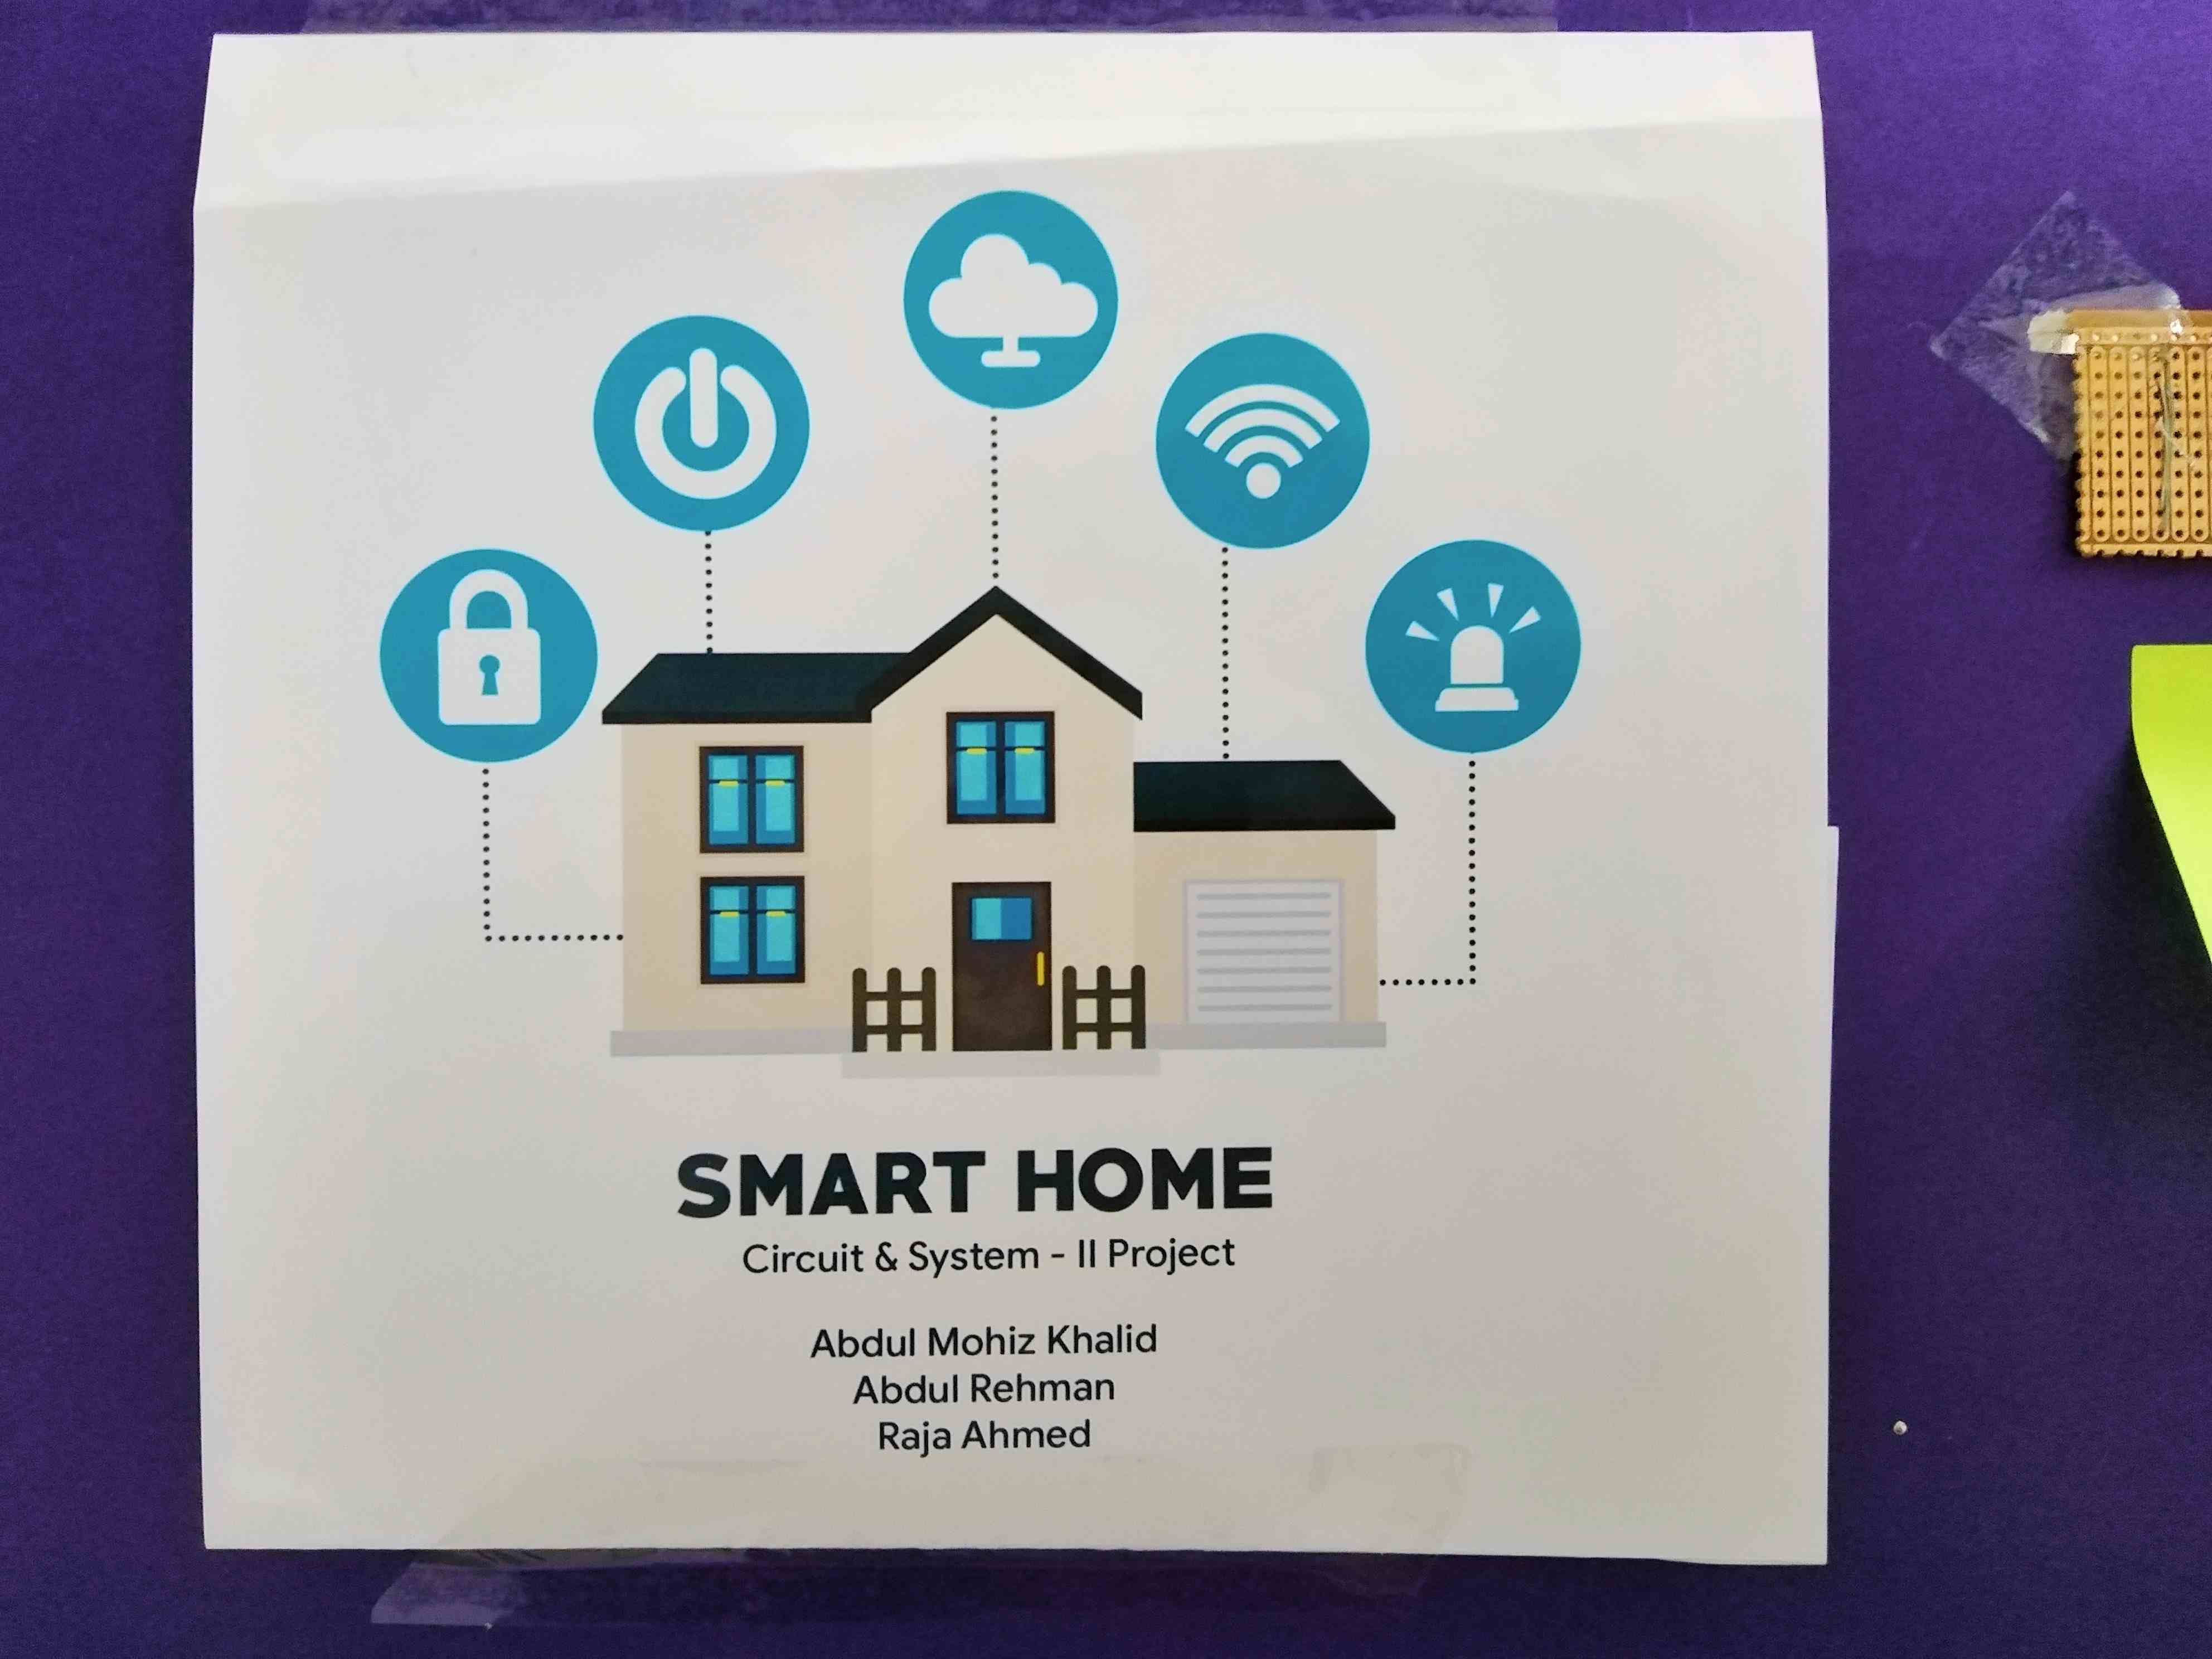 SMART HOME
Circuit & System - II Project
Abdul Mohiz Khalid
Abdul Rehman
Raja Ahmed